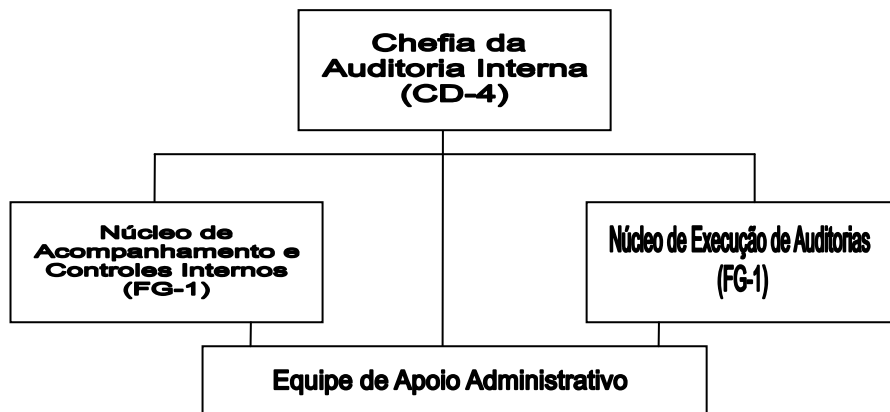 Chefia da
Auditoria Interna
(CD-4)
Núcleo de
Acompanhamento e
Controles Internos
(FG-1)
Núcleo de Execução de Auditorias
(FG-1)
Equipe de Apoio Administrativo